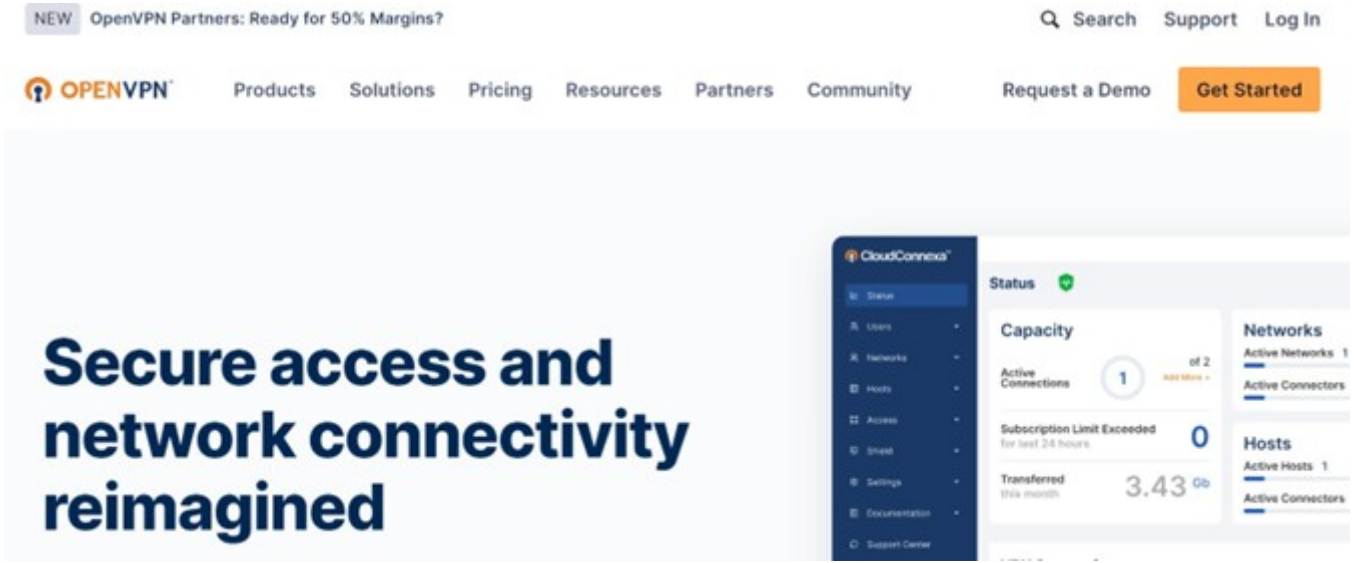 NEW OpenVPN Partners: Ready for 50% Margins?
Search Support Log In
OPENVPN
Products Solutions Pricing Resources Partners Community
Request a Demo Get Started
Secure access and
network connectivity
reimagined
CloudConnexa
Status
Users
Networks
Hosts
Access
Shield
Settings
Documentation
Support Center
Status
Capacity
Active
Connections
1
of 2
Add More +
Subscription Limit Exceeded
for last 24 hours
0
Transferred
this month
3.43 Gb
Networks
Active Networks 1
Active Connectors
Hosts
Active Hosts 1
Active Connectors